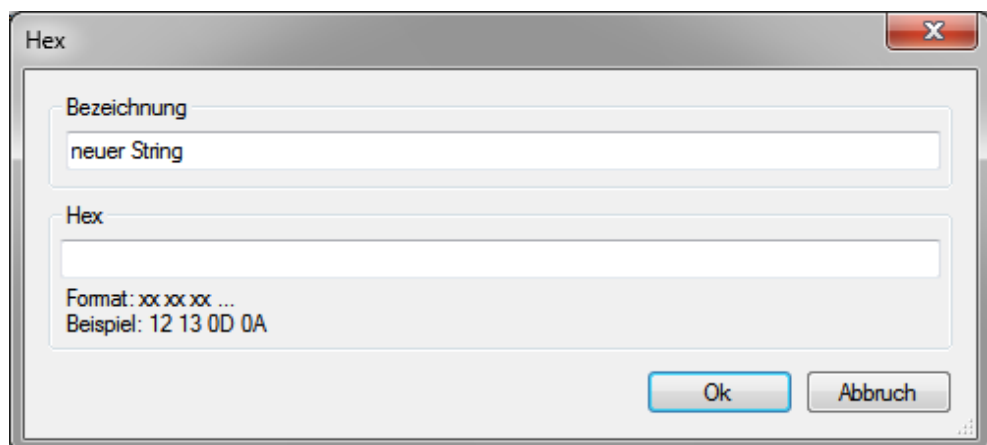 Hex
Bezeichnung
neuer String
Hex
Format: xx xx xx ...
Beispiel: 12 13 0D 0A
Ok
Abbruch